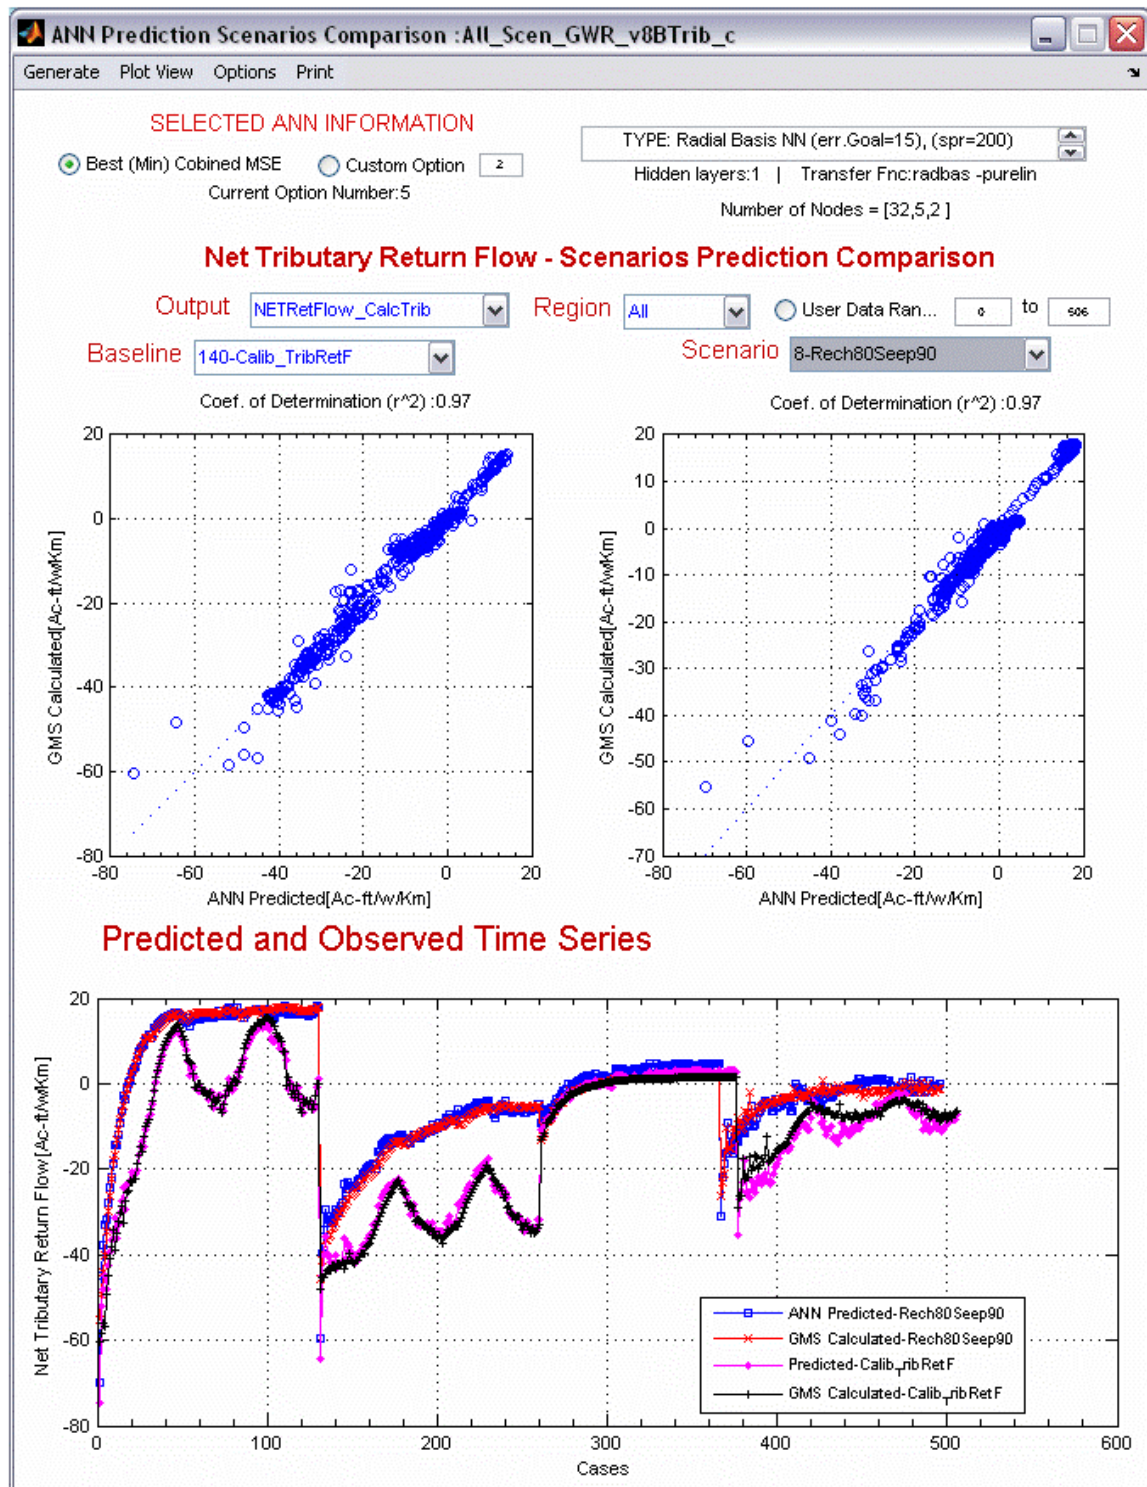 ANN Prediction Scenarios Comparison :All_Scen_GWR_v8BTrib_c
Generate Plot View Options Print
SELECTED ANN INFORMATION
Best (Min) Cobined MSE Custom Option 2
Current Option Number:5
TYPE: Radial Basis NN (err.Goal=15), (spr=200)
Hidden layers:1 | Transfer Fnc:radbas -purelin
Number of Nodes = [32,5,2 ]
Net Tributary Return Flow - Scenarios Prediction Comparison
Output NETRetFlow_CalcTrib Region All User Data Ran... 0 to 506
Baseline 140-Calib_TribRetF Scenario 8-Rech80Seep90
Coef. of Determination (r^2) :0.97
20
0
-20
-40
-60
-80
GMS Calculated[Ac-ft/w/Km]
-80 -60 -40 -20 0 20
ANN Predicted[Ac-ft/w/Km]
Coef. of Determination (r^2) :0.97
20
10
0
-10
-20
-30
-40
-50
-60
-70
GMS Calculated[Ac-ft/w/Km]
-80 -60 -40 -20 0 20
ANN Predicted[Ac-ft/w/Km]
Predicted and Observed Time Series
20
0
-20
-40
-60
-80
Net Tributary Return Flow[Ac-ft/w/Km]
ANN Predicted-Rech80Seep90
GMS Calculated-Rech80Seep90
Predicted-Calib_TribRetF
GMS Calculated-Calib_TribRetF
0 100 200 300 400 500 600
Cases